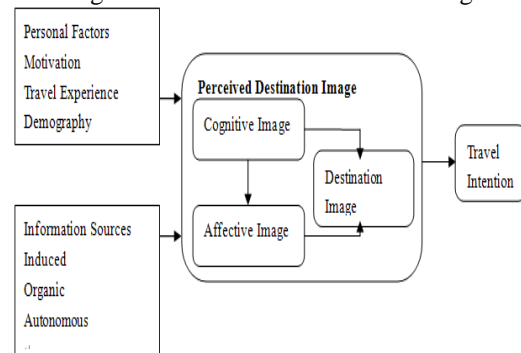 Personal Factors
Motivation
Travel Experience
Demography
Perceived Destination Image
Cognitive Image
Destination
Image
Affective Image
Travel
Intention
Information Sources
Induced
Organic
Autonomous